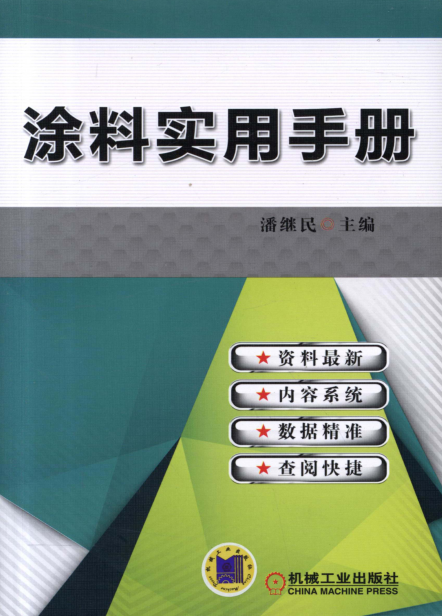 涂料实用手册
潘继民 主编
★ 资料最新
★ 内容系统
★ 数据精准
★ 查阅快捷
机械工业出版社
CHINA MACHINE PRESS